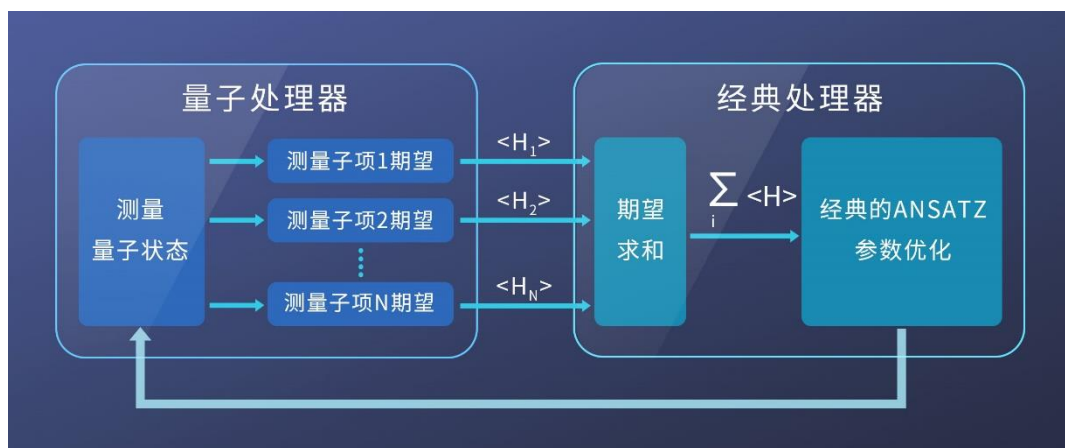 量子处理器
经典处理器
测量
量子状态
测量子项1期望
测量子项2期望
测量子项N期望
<H₁>
<H₂>
<H_N>
期望
求和
∑ <H>
i
经典的ANSATZ
参数优化